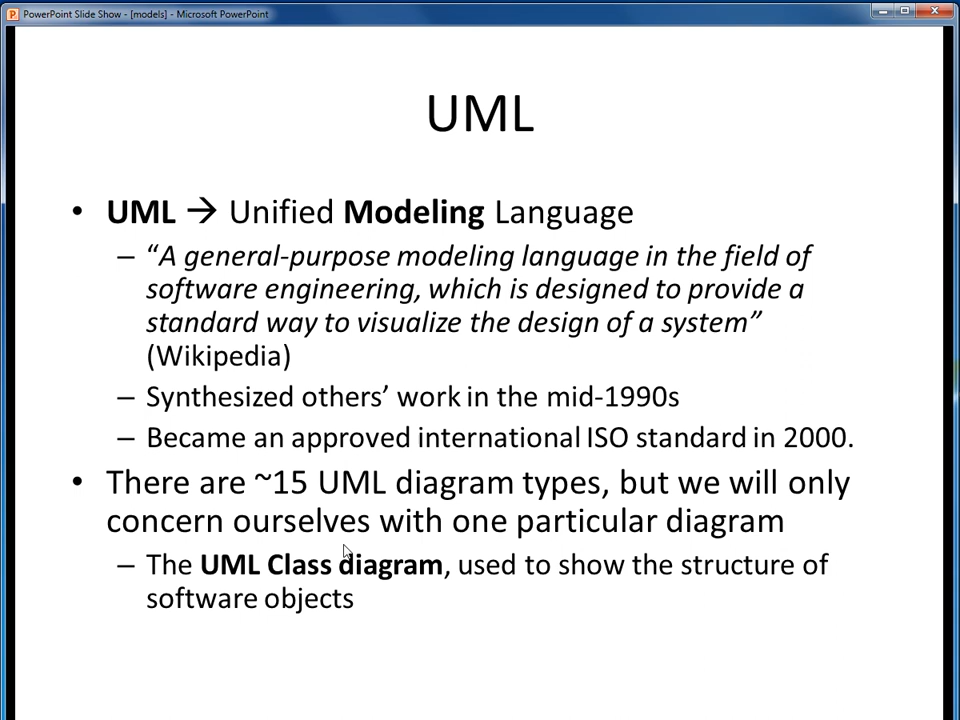 PowerPoint Slide Show - [models] - Microsoft PowerPoint
UML
• UML → Unified Modeling Language
– “A general-purpose modeling language in the field of
software engineering, which is designed to provide a
standard way to visualize the design of a system”
(Wikipedia)
– Synthesized others’ work in the mid-1990s
– Became an approved international ISO standard in 2000.
• There are ~15 UML diagram types, but we will only
concern ourselves with one particular diagram
– The UML Class diagram, used to show the structure of
software objects